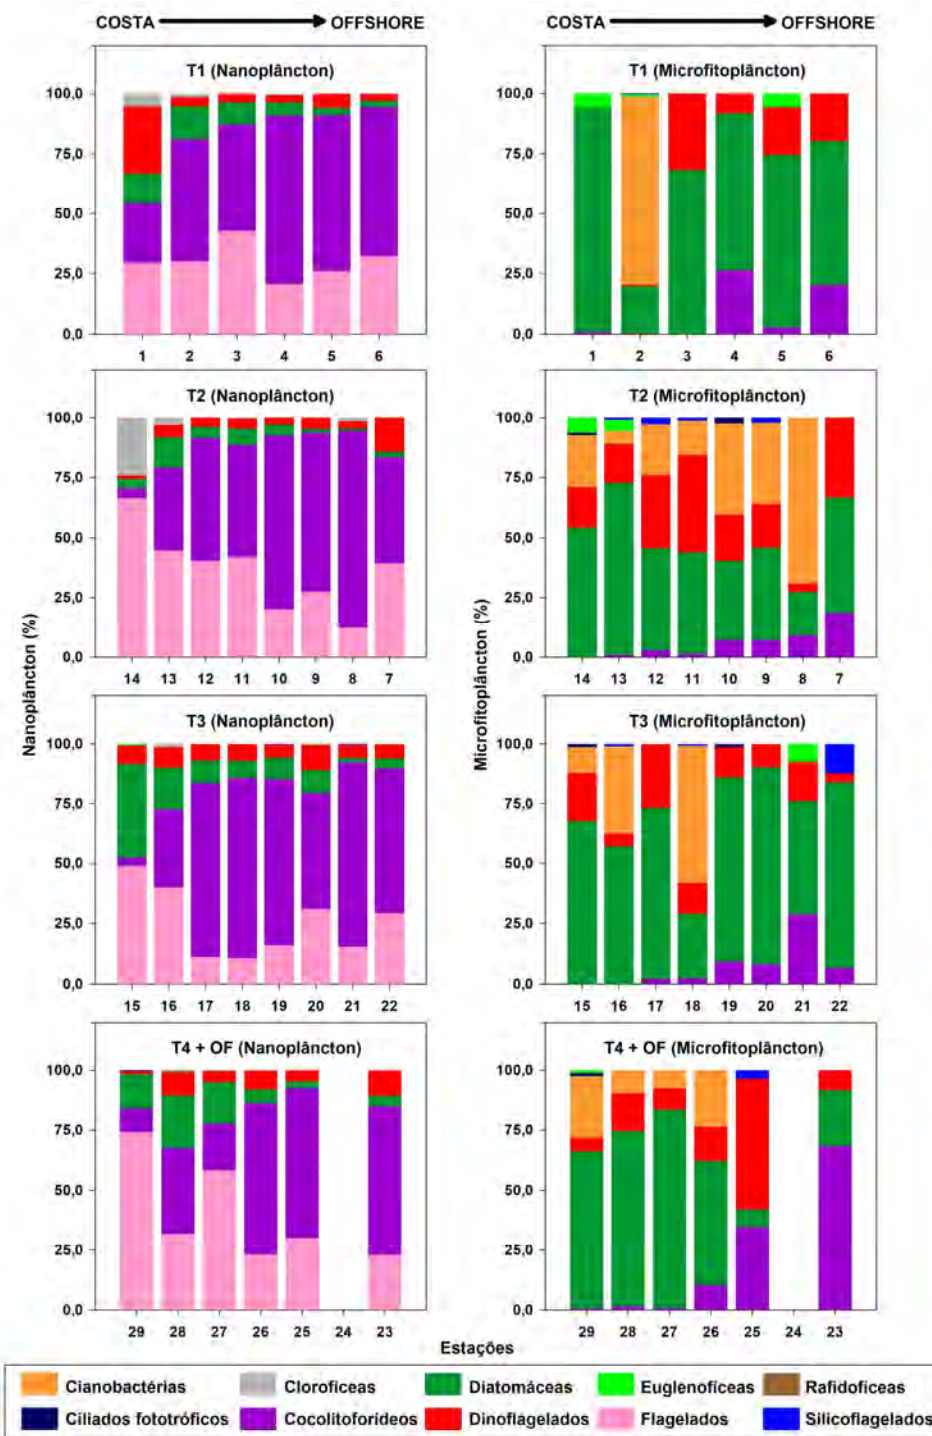 COSTA OFFSHORE COSTA OFFSHORE
T1 (Nanoplâncton)
100,0
75,0
50,0
25,0
0,0
1 2 3 4 5 6
T1 (Microfitoplâncton)
100,0
75,0
50,0
25,0
0,0
1 2 3 4 5 6
T2 (Nanoplâncton)
100,0
75,0
50,0
25,0
0,0
14 13 12 11 10 9 8 7
T2 (Microfitoplâncton)
100,0
75,0
50,0
25,0
0,0
14 13 12 11 10 9 8 7
Nanoplâncton (%)
Microfitoplâncton (%)
T3 (Nanoplâncton)
100,0
75,0
50,0
25,0
0,0
15 16 17 18 19 20 21 22
T3 (Microfitoplâncton)
100,0
75,0
50,0
25,0
0,0
15 16 17 18 19 20 21 22
T4 + OF (Nanoplâncton)
100,0
75,0
50,0
25,0
0,0
29 28 27 26 25 24 23
T4 + OF (Microfitoplâncton)
100,0
75,0
50,0
25,0
0,0
29 28 27 26 25 24 23
Estações
Cianobactérias Clorofíceas Diatomáceas Euglenofíceas Rafidofíceas
Ciliados fototróficos Cocolitoforídeos Dinoflagelados Flagelados Silicoflagelados